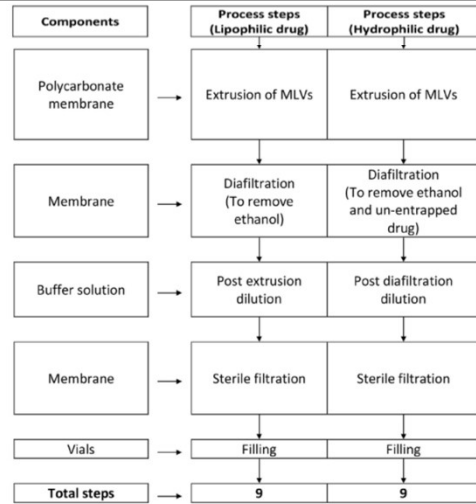 Components
Process steps
(Lipophilic drug)
Process steps
(Hydrophilic drug)
Polycarbonate
membrane
Extrusion of MLVs
Extrusion of MLVs
Membrane
Diafiltration
(To remove
ethanol)
Diafiltration
(To remove ethanol
and un-entrapped
drug)
Buffer solution
Post extrusion
dilution
Post diafiltration
dilution
Membrane
Sterile filtration
Sterile filtration
Vials
Filling
Filling
Total steps
9
9